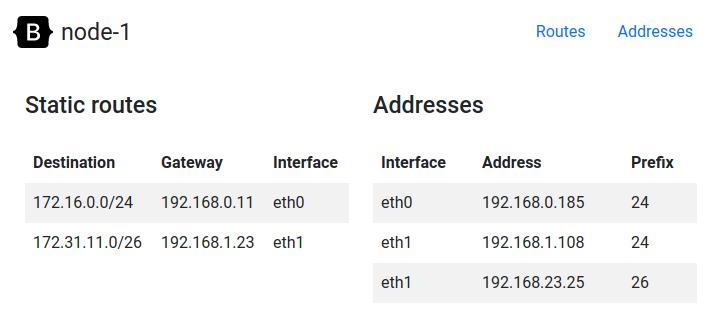 B node-1 Routes Addresses
Static routes
Destination Gateway Interface
172.16.0.0/24 192.168.0.11 eth0
172.31.11.0/26 192.168.1.23 eth1
Addresses
Interface Address Prefix
eth0 192.168.0.185 24
eth1 192.168.1.108 24
eth1 192.168.23.25 26